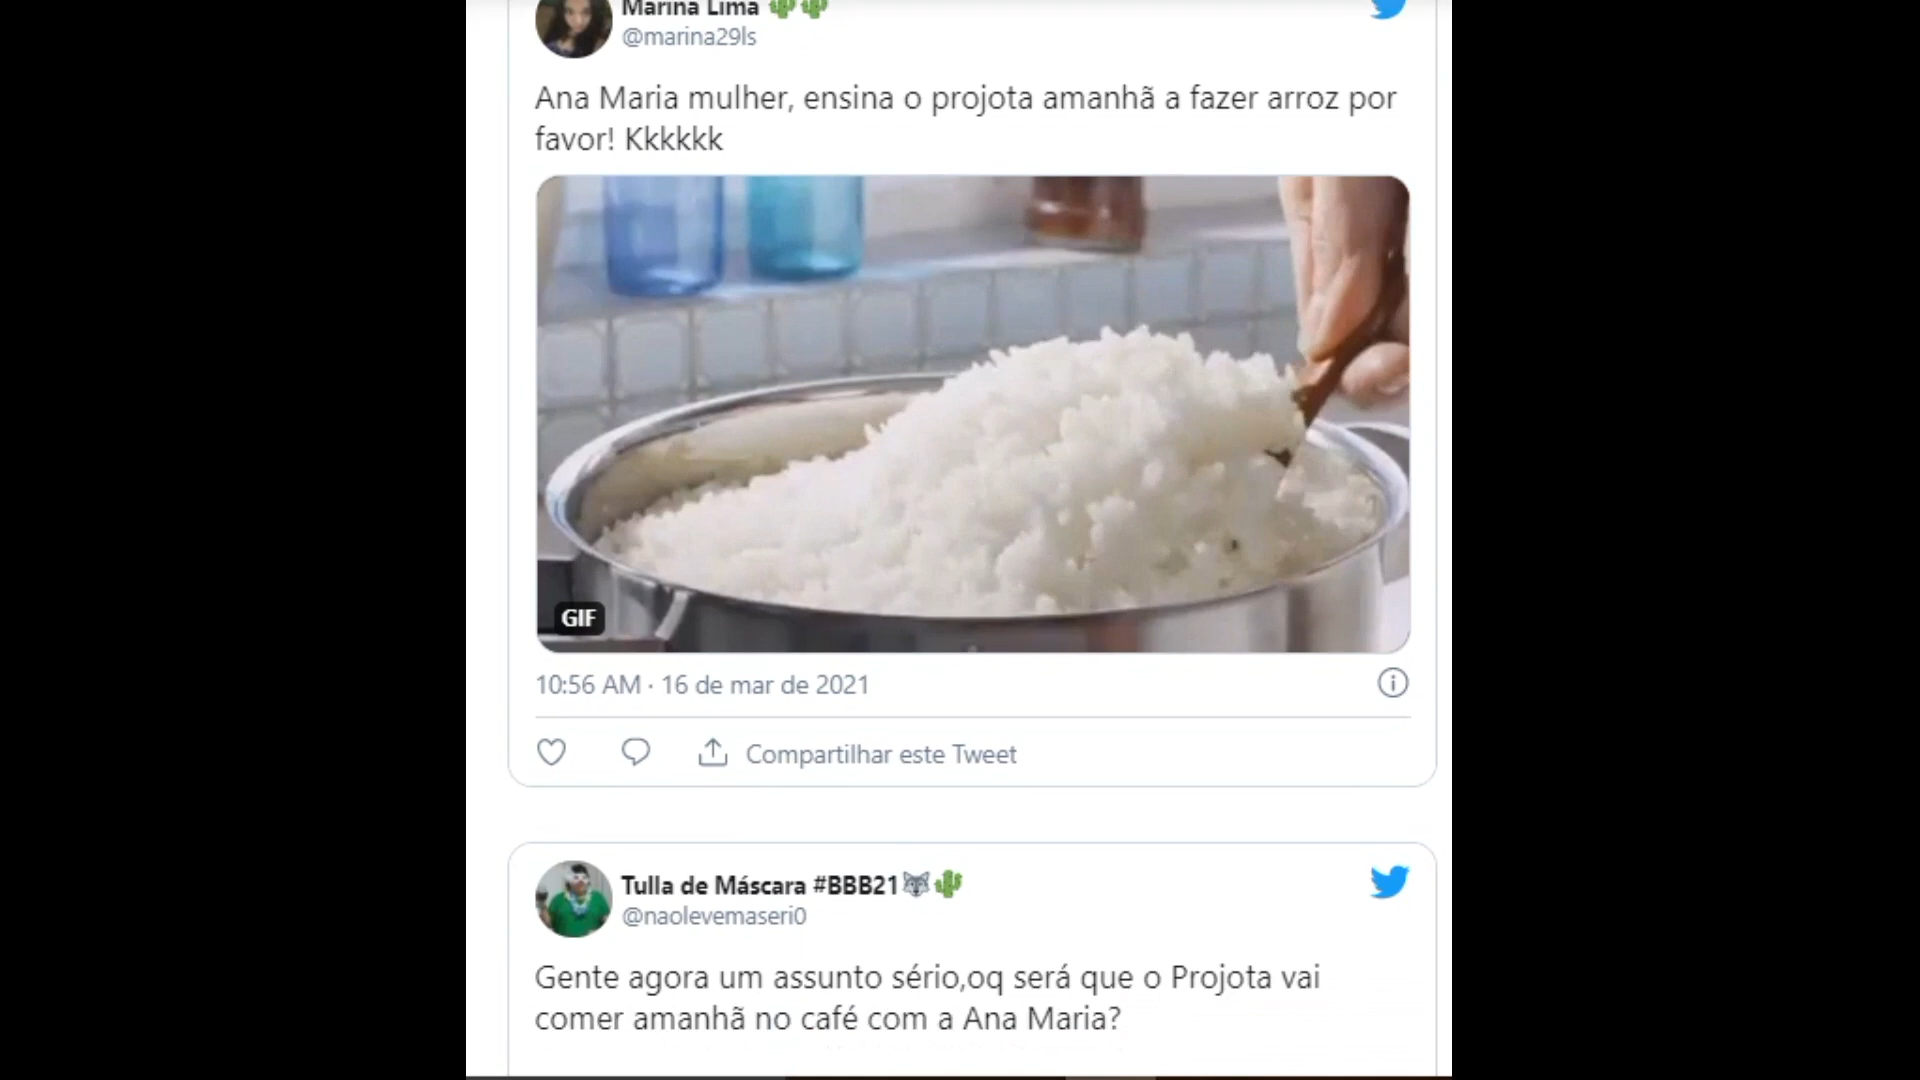 Marina Lima
@marina29ls
Ana Maria mulher, ensina o projota amanhã a fazer arroz por
favor! Kkkkkk
GIF
10:56 AM · 16 de mar de 2021
Compartilhar este Tweet
Tulla de Máscara #BBB21
@naolevemaseri0
Gente agora um assunto sério,oq será que o Projota vai
comer amanhã no café com a Ana Maria?